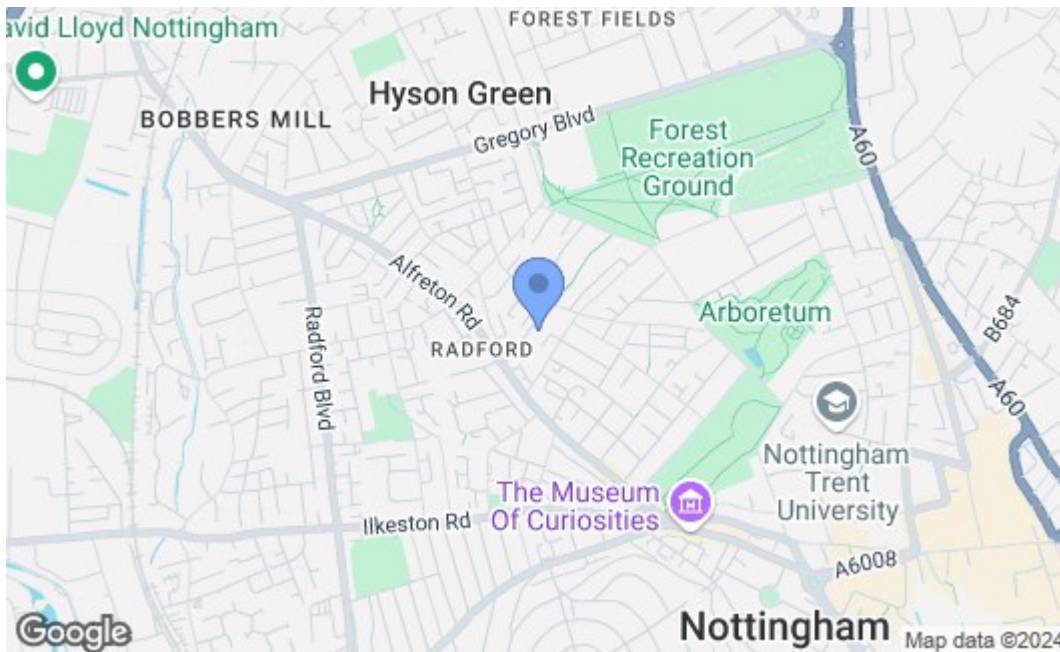 FOREST FIELDS
avid Lloyd Nottingham
Hyson Green
BOBBERS MILL
Gregory Blvd
Forest
Recreation
Ground
A60
Alfreton Rd
Arboretum
B684
RADFORD
Radford Blvd
A60
Nottingham
Trent
University
The Museum
Of Curiosities
Ilkeston Rd
A6008
Nottingham
Google
Map data ©2024